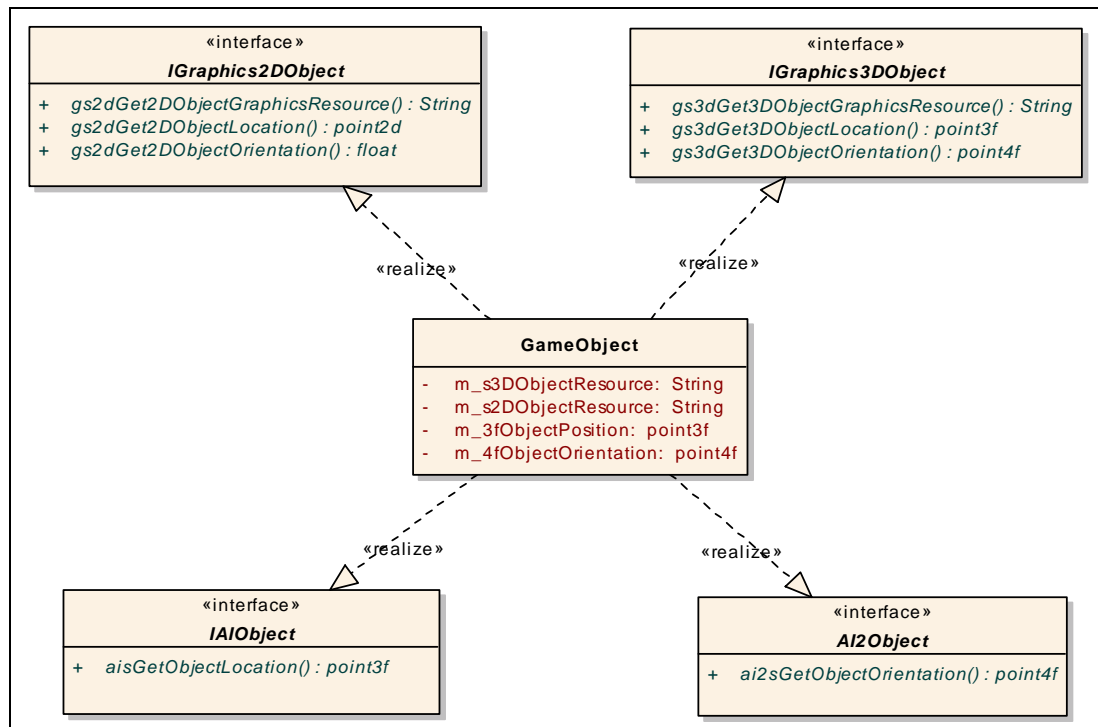 «interface»
IGraphics2DObject
+ gs2dGet2DObjectGraphicsResource() : String
+ gs2dGet2DObjectLocation() : point2d
+ gs2dGet2DObjectOrientation() : float
«interface»
IGraphics3DObject
+ gs3dGet3DObjectGraphicsResource() : String
+ gs3dGet3DObjectLocation() : point3f
+ gs3dGet3DObjectOrientation() : point4f
«realize»
«realize»
GameObject
- m_s3DObjectResource: String
- m_s2DObjectResource: String
- m_3fObjectPosition: point3f
- m_4fObjectOrientation: point4f
«realize»
«realize»
«interface»
IAIObject
+ aisGetObjectLocation() : point3f
«interface»
AI2Object
+ ai2sGetObjectOrientation() : point4f